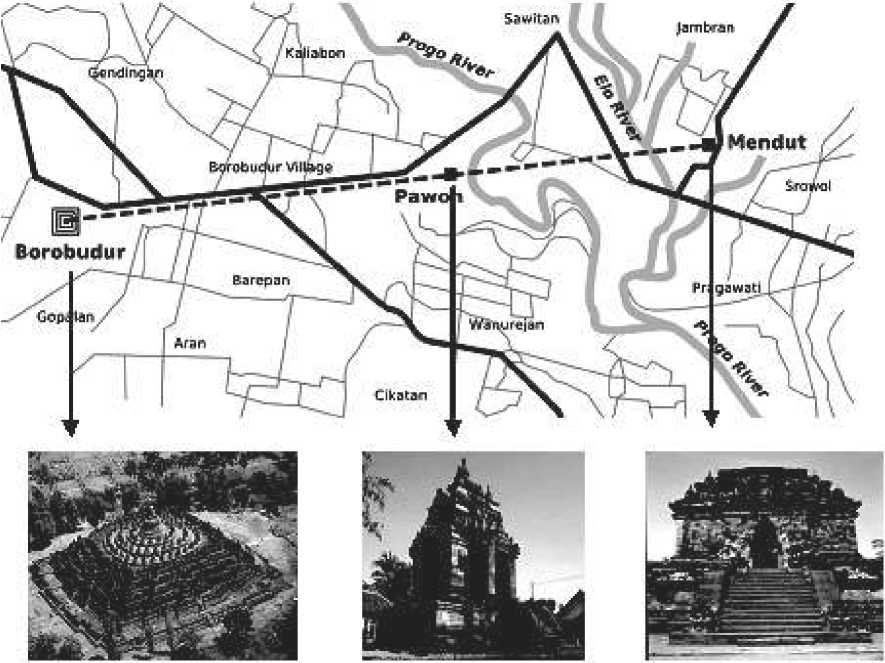 Sawitan
Jambran
Kaliabon
Progo River
Gendingan
Elo River
Mendut
Borobudur Village
Pawon
Srowol
Borobudur
Barepan
Pragawati
Gopalan
Wanurejan
Aran
Progo River
Cikatan